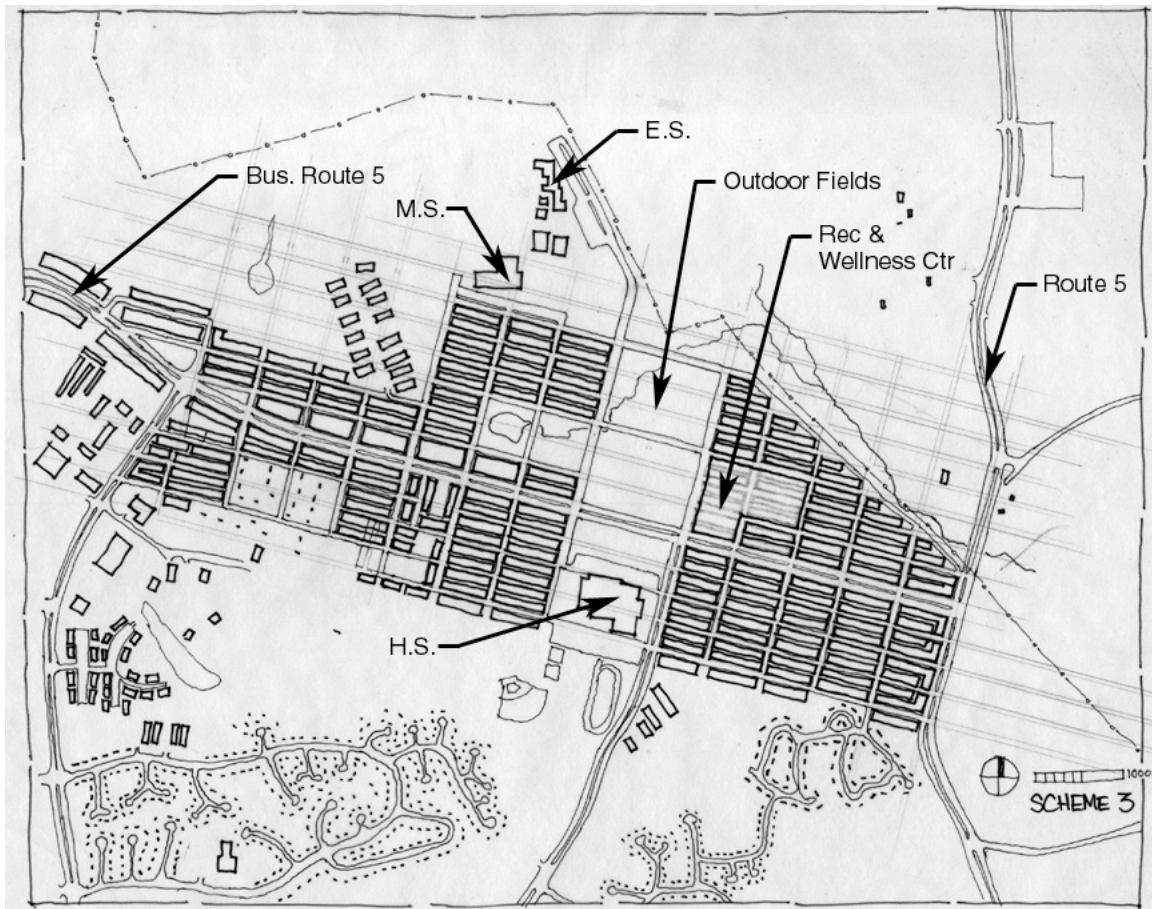 E.S.
Bus. Route 5
Outdoor Fields
M.S.
Rec &
Wellness Ctr
Route 5
H.S.
1000
SCHEME 3